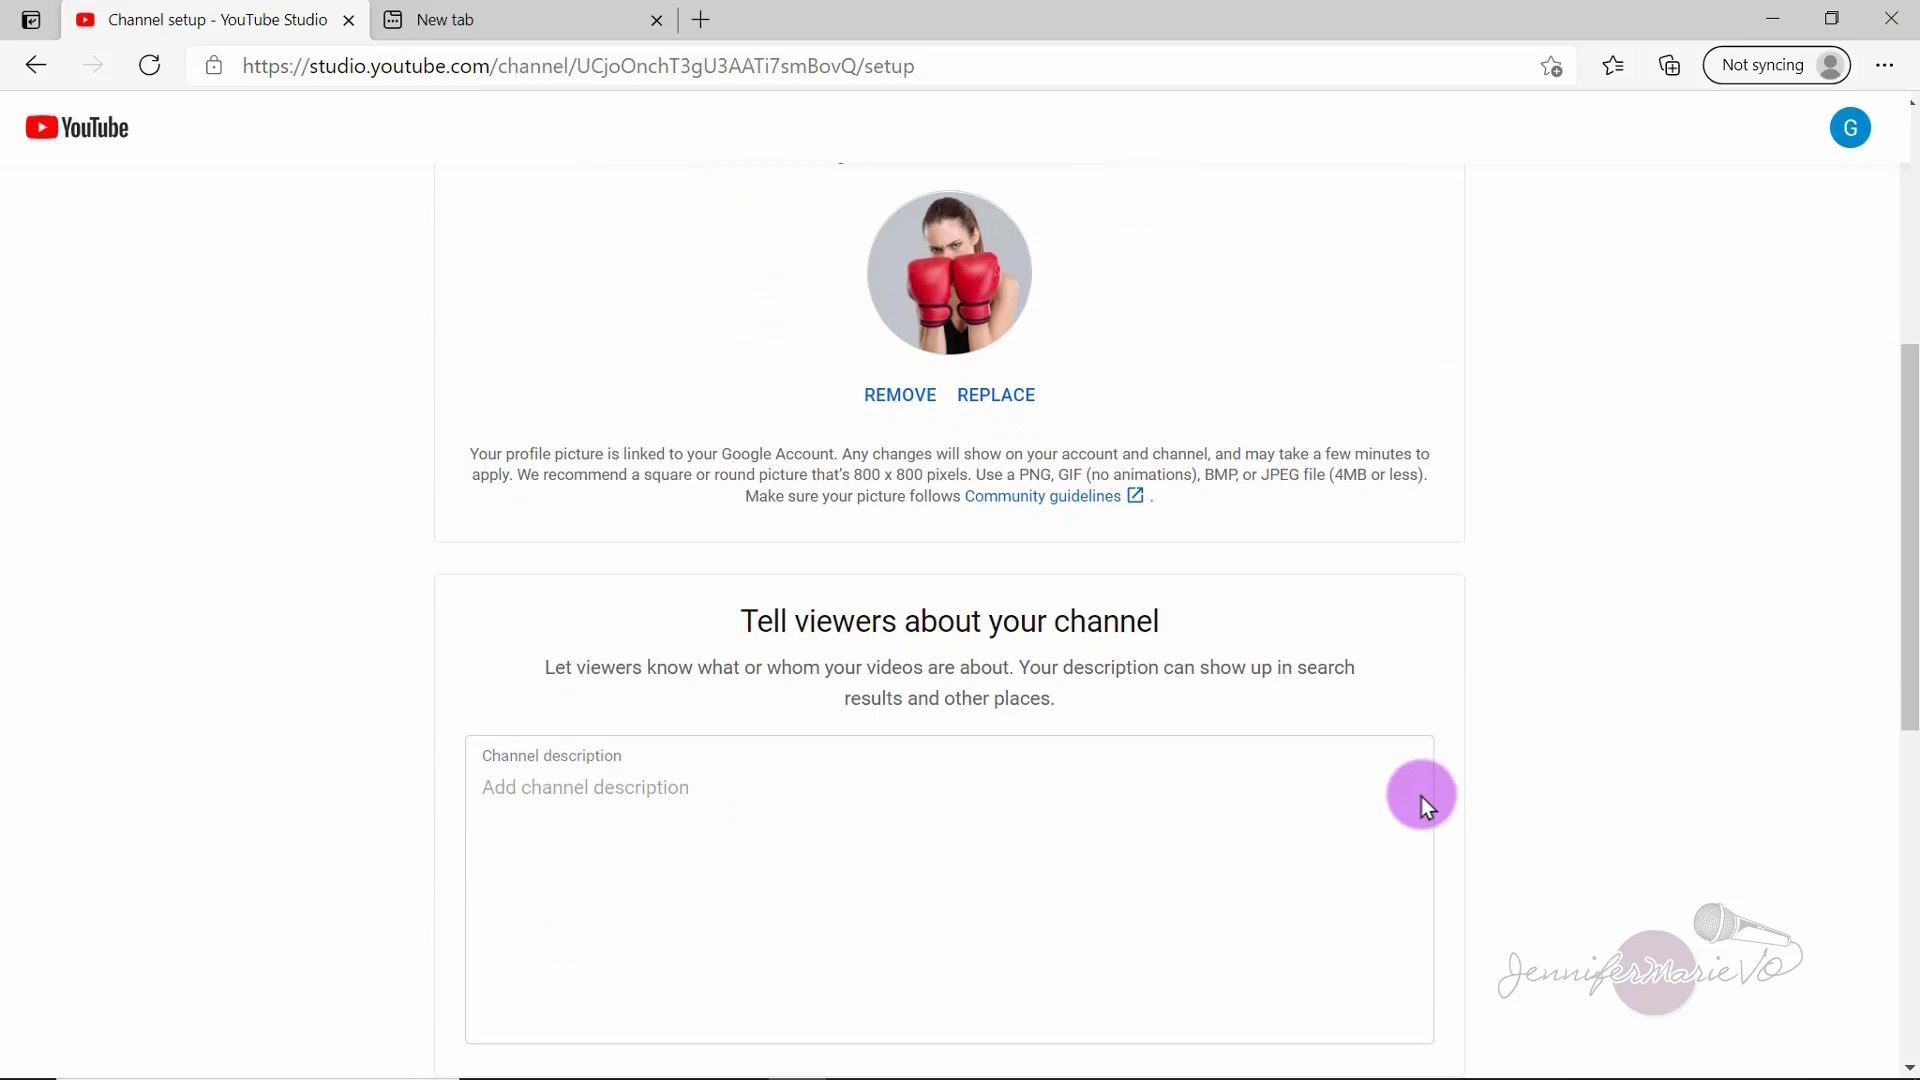 Channel setup - YouTube Studio
New tab
https://studio.youtube.com/channel/UCjoOnchT3gU3AATi7smBovQ/setup
Not syncing
YouTube
G
REMOVE REPLACE
Your profile picture is linked to your Google Account. Any changes will show on your account and channel, and may take a few minutes to
apply. We recommend a square or round picture that's 800 x 800 pixels. Use a PNG, GIF (no animations), BMP, or JPEG file (4MB or less).
Make sure your picture follows Community guidelines .
Tell viewers about your channel
Let viewers know what or whom your videos are about. Your description can show up in search
results and other places.
Channel description
Add channel description
JenniferMarieVO